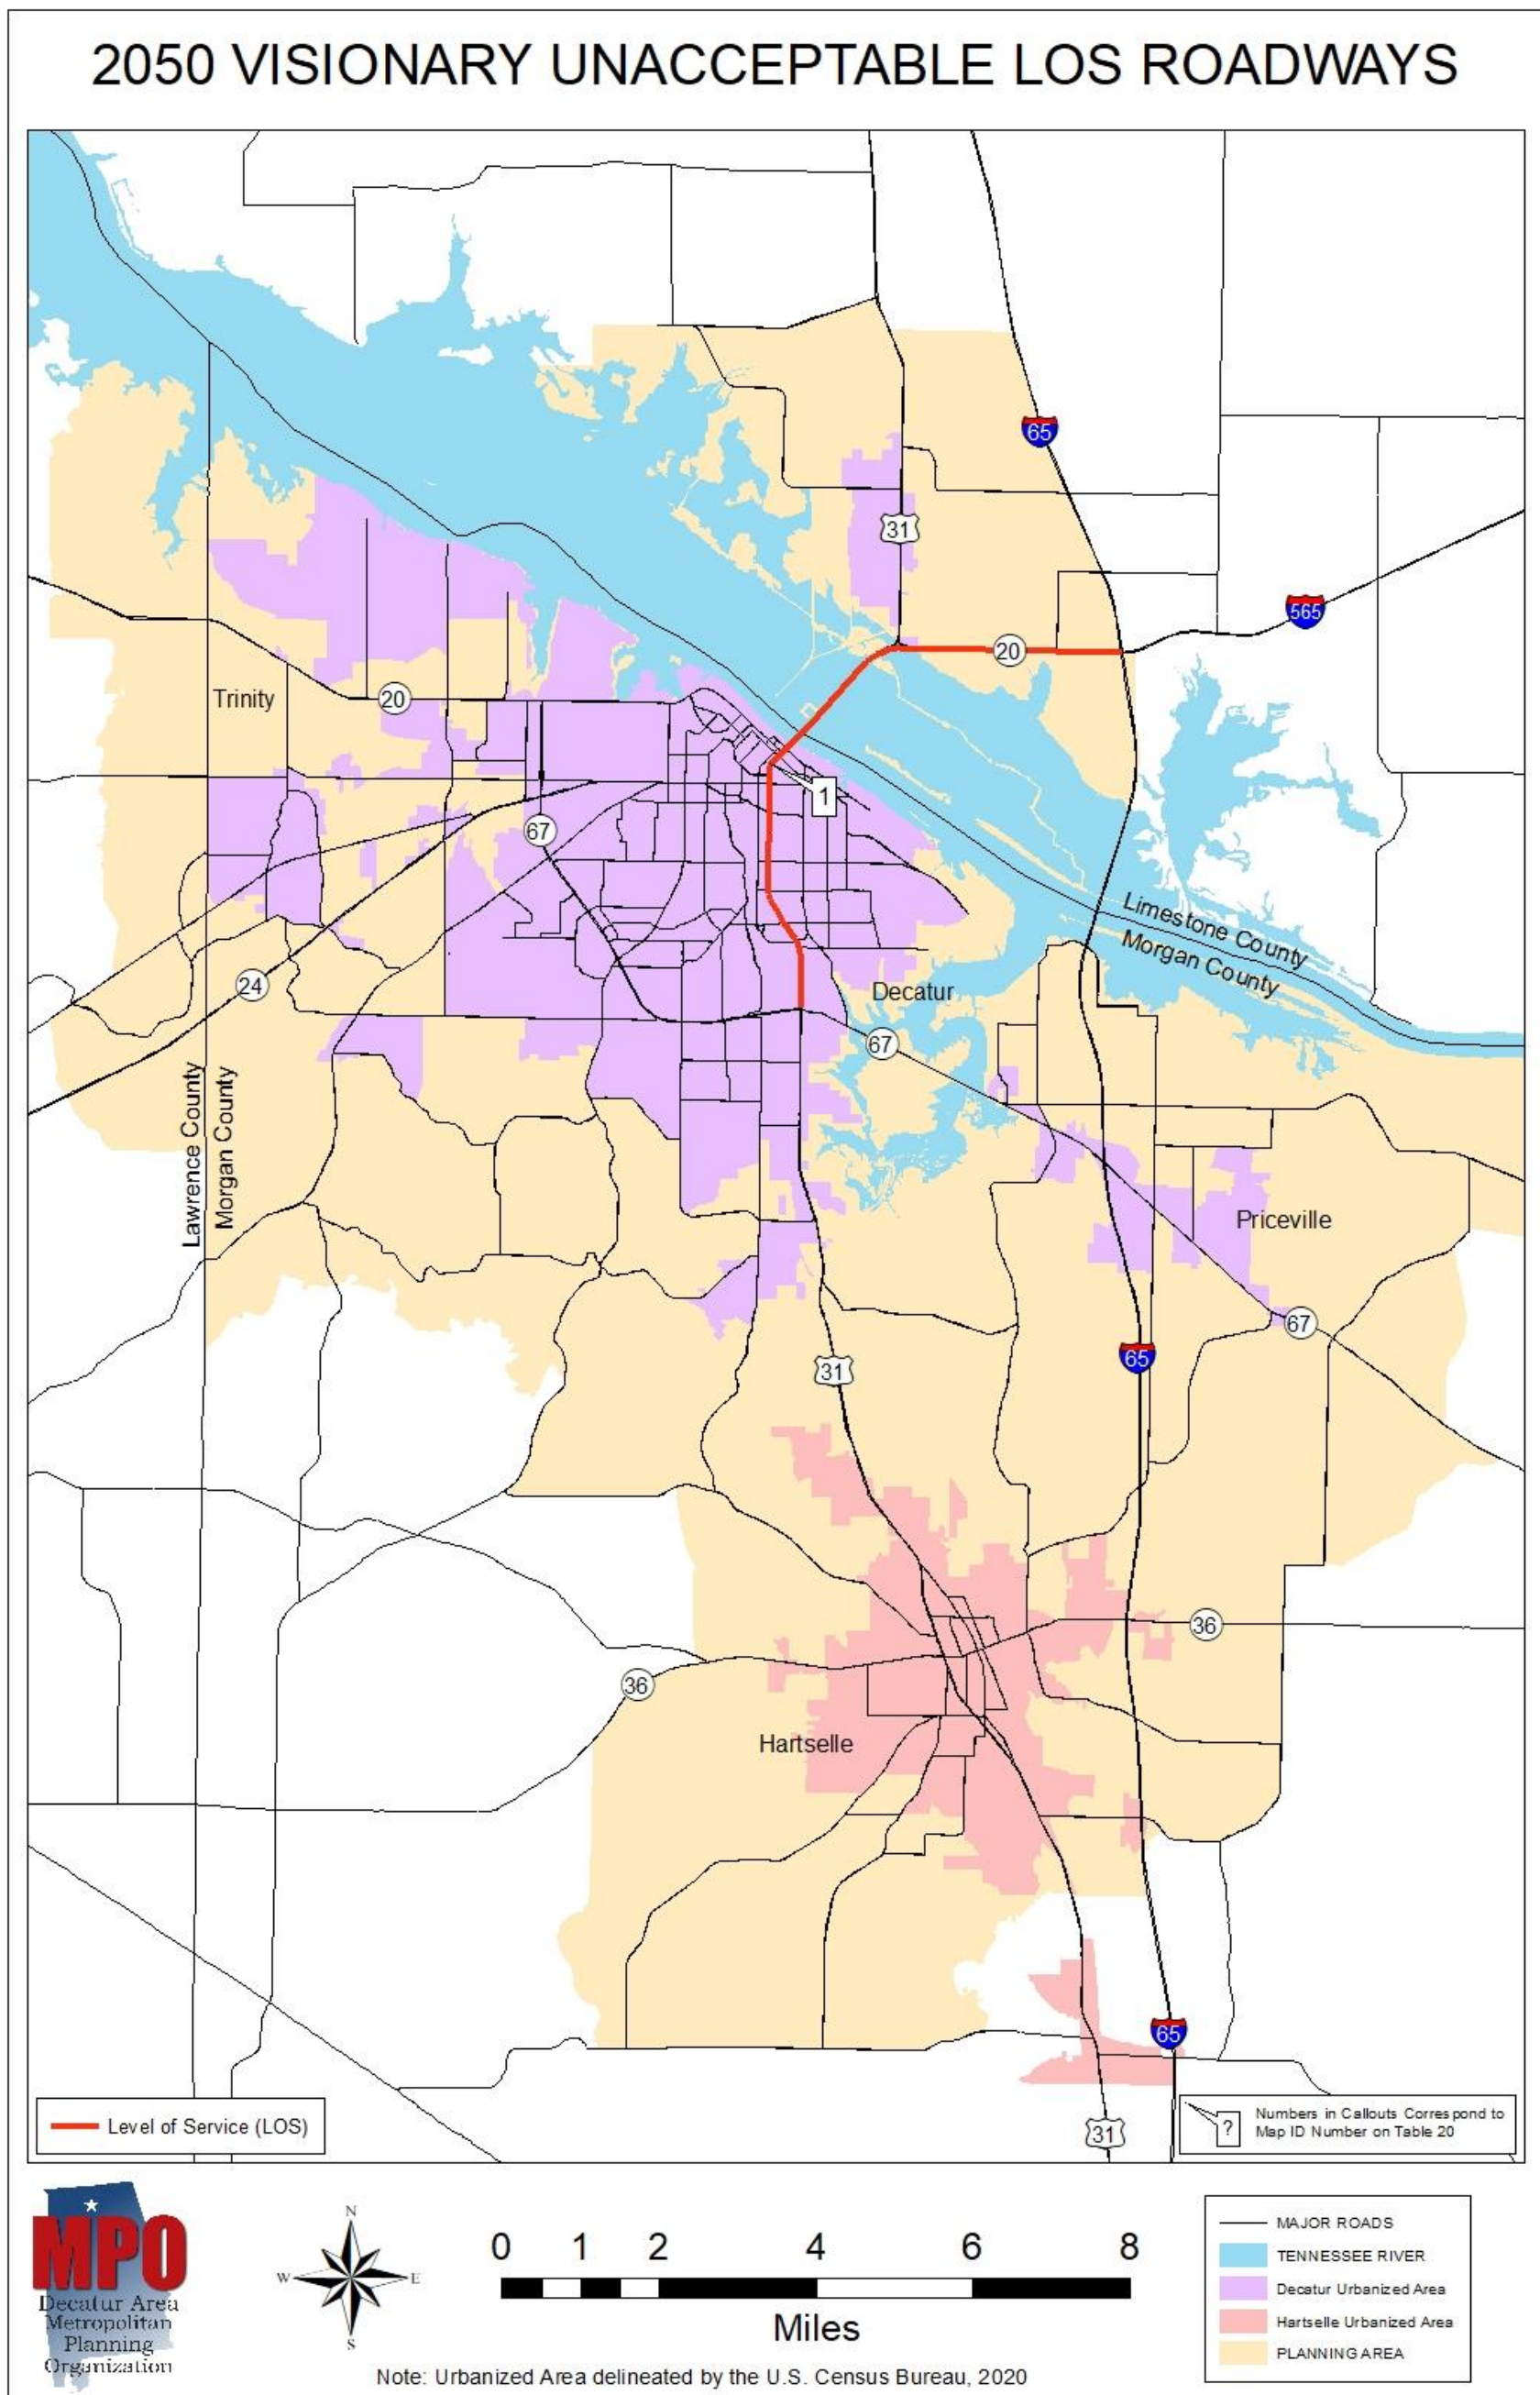 2050 VISIONARY UNACCEPTABLE LOS ROADWAYS
65
31
565
20
Trinity
20
1
67
Limestone County
Morgan County
24
Decatur
67
Lawrence County
Morgan County
Priceville
67
65
31
36
36
Hartselle
65
31
Level of Service (LOS)
?
Numbers in Callouts Correspond to
Map ID Number on Table 20
MPO
Decatur Area
Metropolitan
Planning
Organization
N
W
E
S
0 1 2 4 6 8
Miles
Note: Urbanized Area delineated by the U.S. Census Bureau, 2020
MAJOR ROADS
TENNESSEE RIVER
Decatur Urbanized Area
Hartselle Urbanized Area
PLANNING AREA